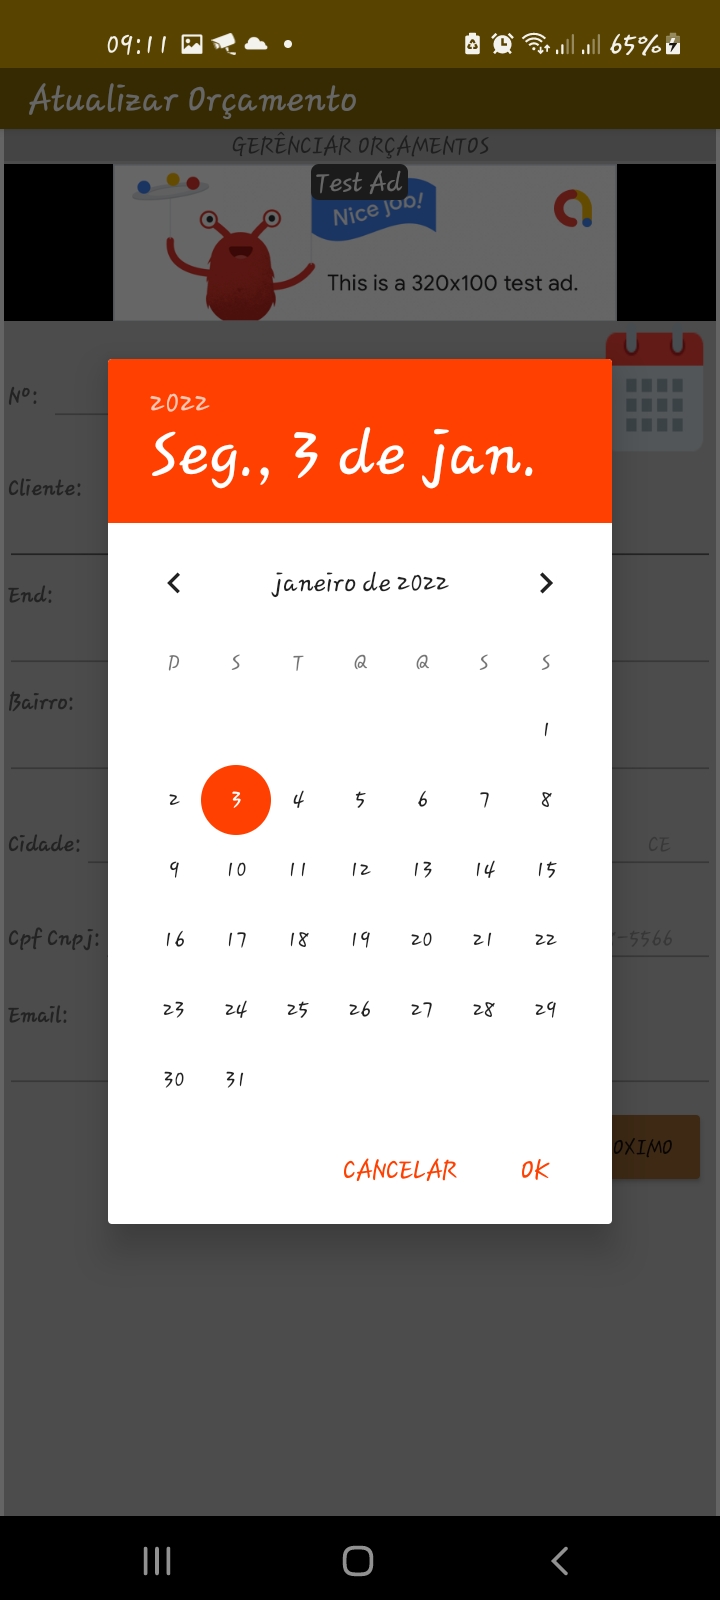 09:11 65%
Atualizar Orçamento
GERÊNCIAR ORÇAMENTOS
Test Ad
Nice job!
This is a 320x100 test ad.
Nº:
2022
Seg., 3 de jan.
Cliente:
janeiro de 2022
End:
D S T Q Q S S
Bairro:
1
2 3 4 5 6 7 8
Cidade: CE
9 10 11 12 13 14 15
Cpf Cnpj: -5566
16 17 18 19 20 21 22
Email:
23 24 25 26 27 28 29
30 31
OXIMO
CANCELAR OK